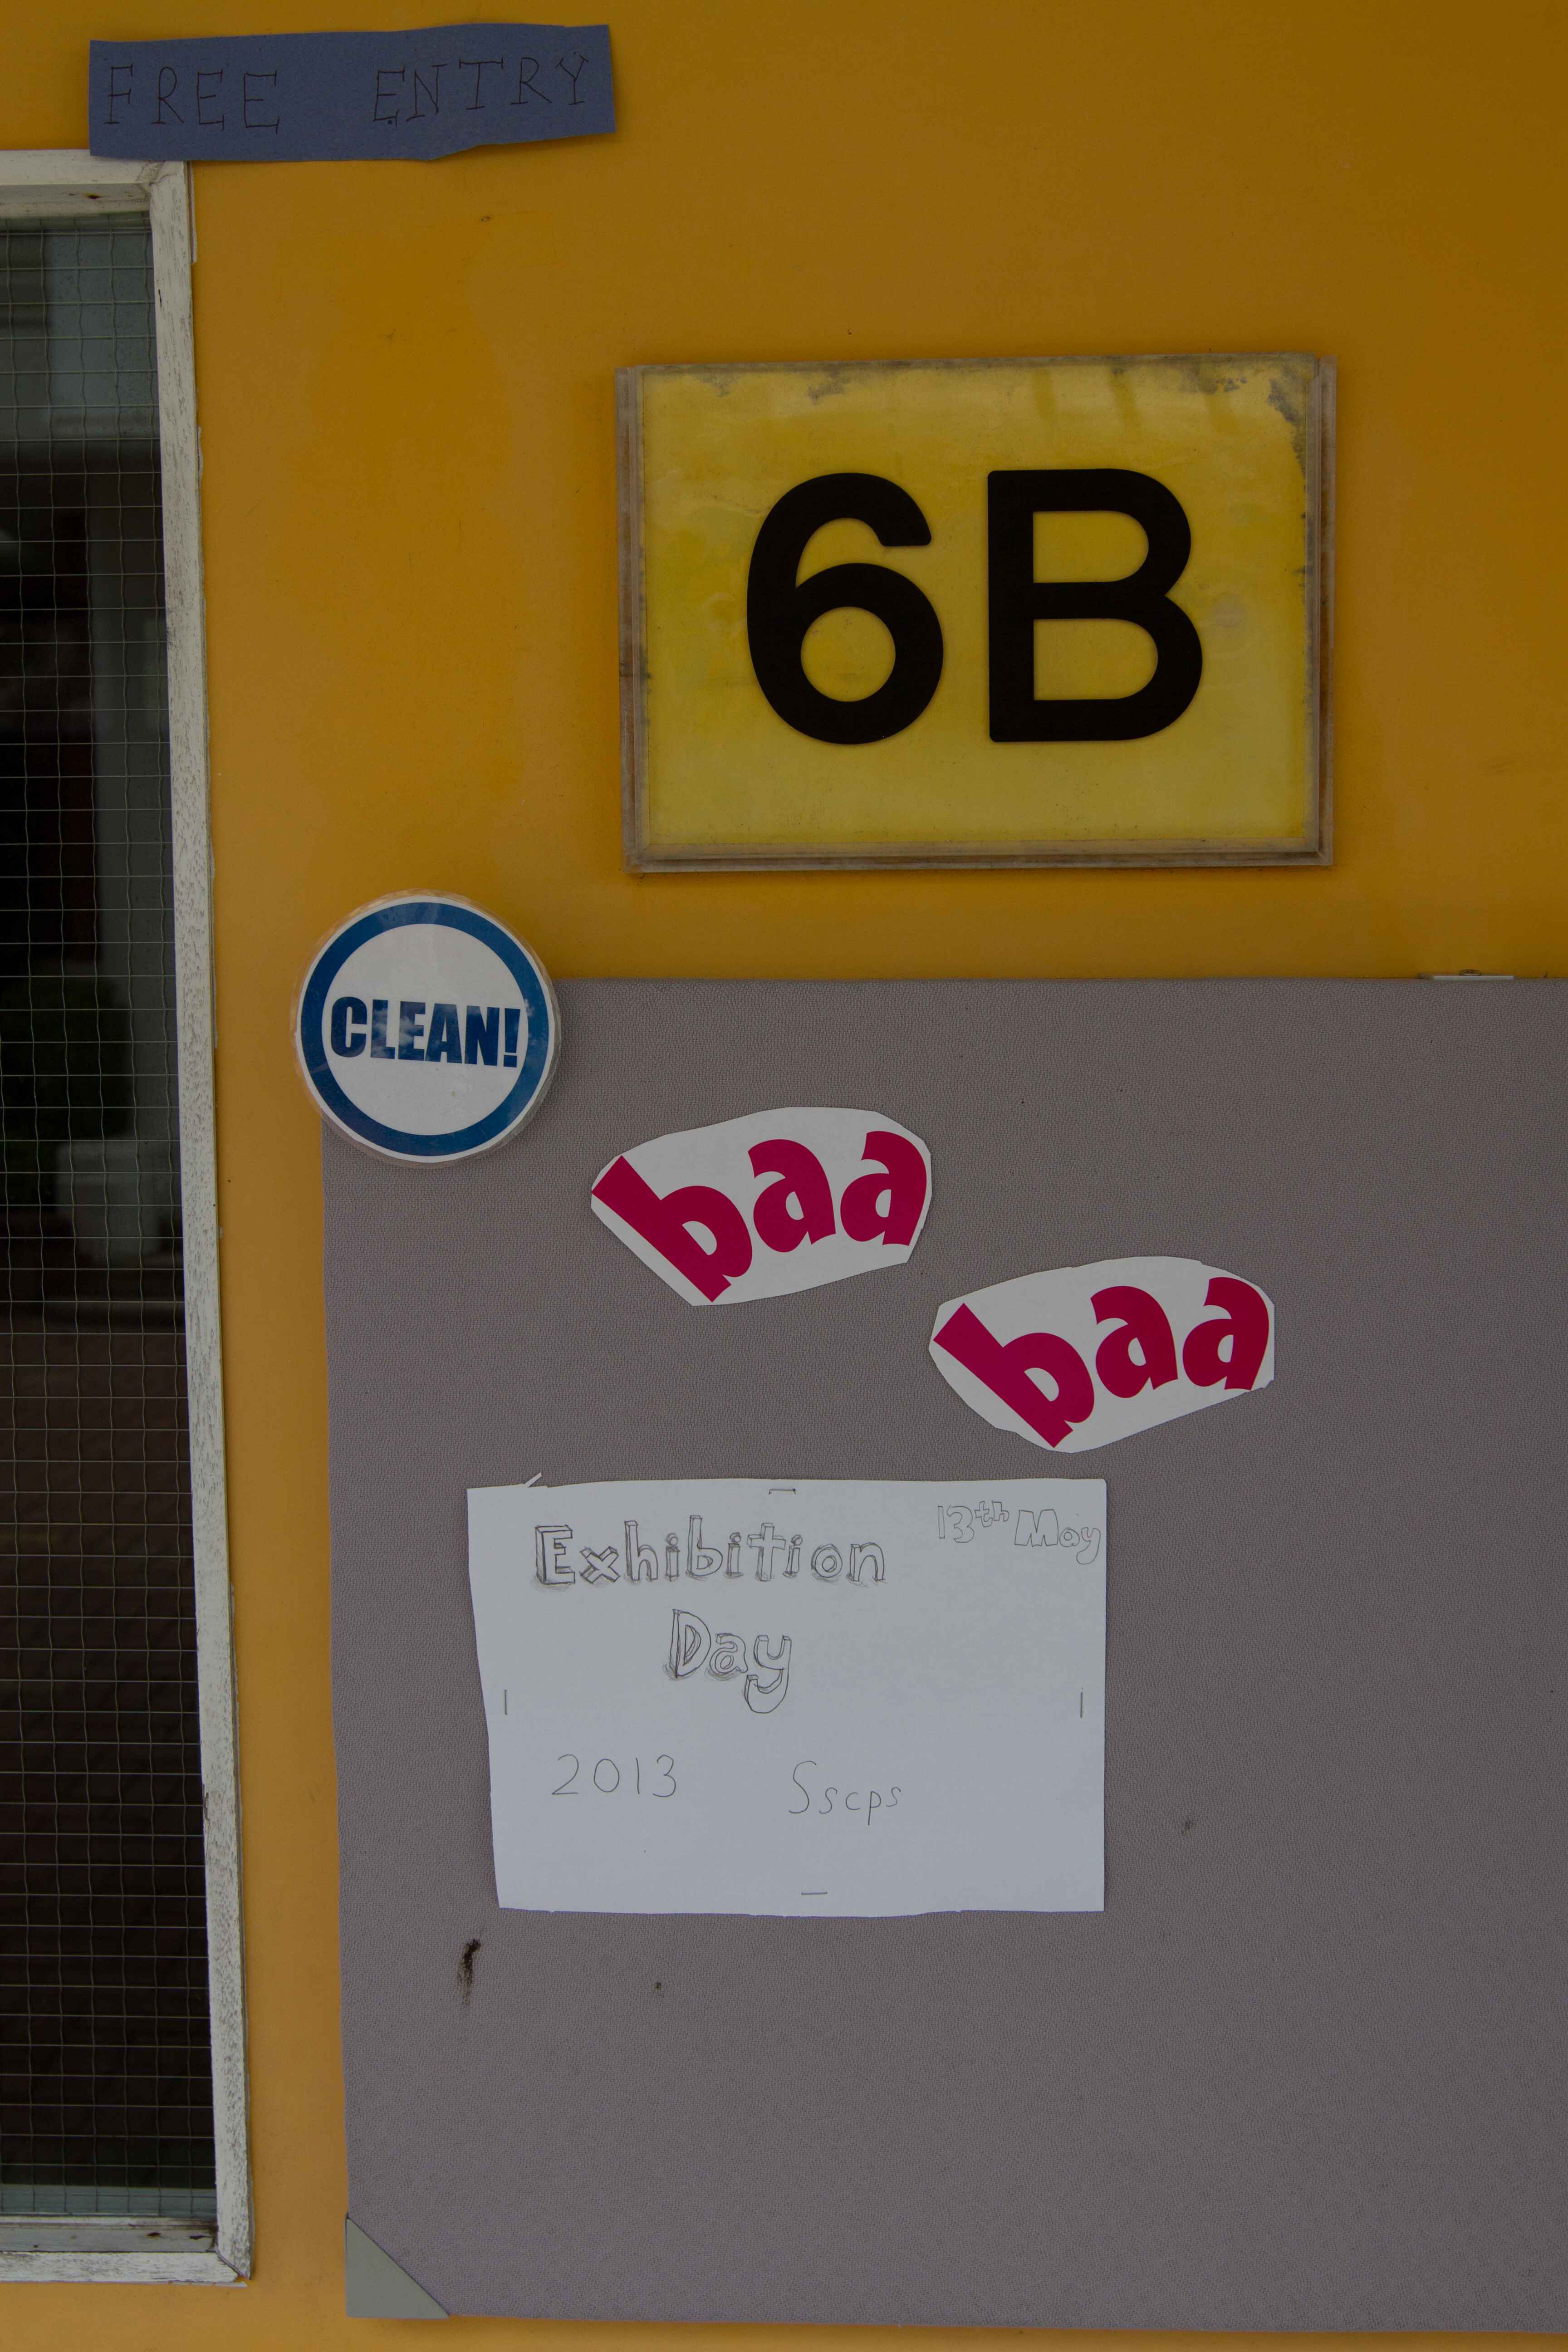 FREE ENTRY
6B
CLEAN!
baa
baa
13th May
Exhibition
Day
2013 Sscps